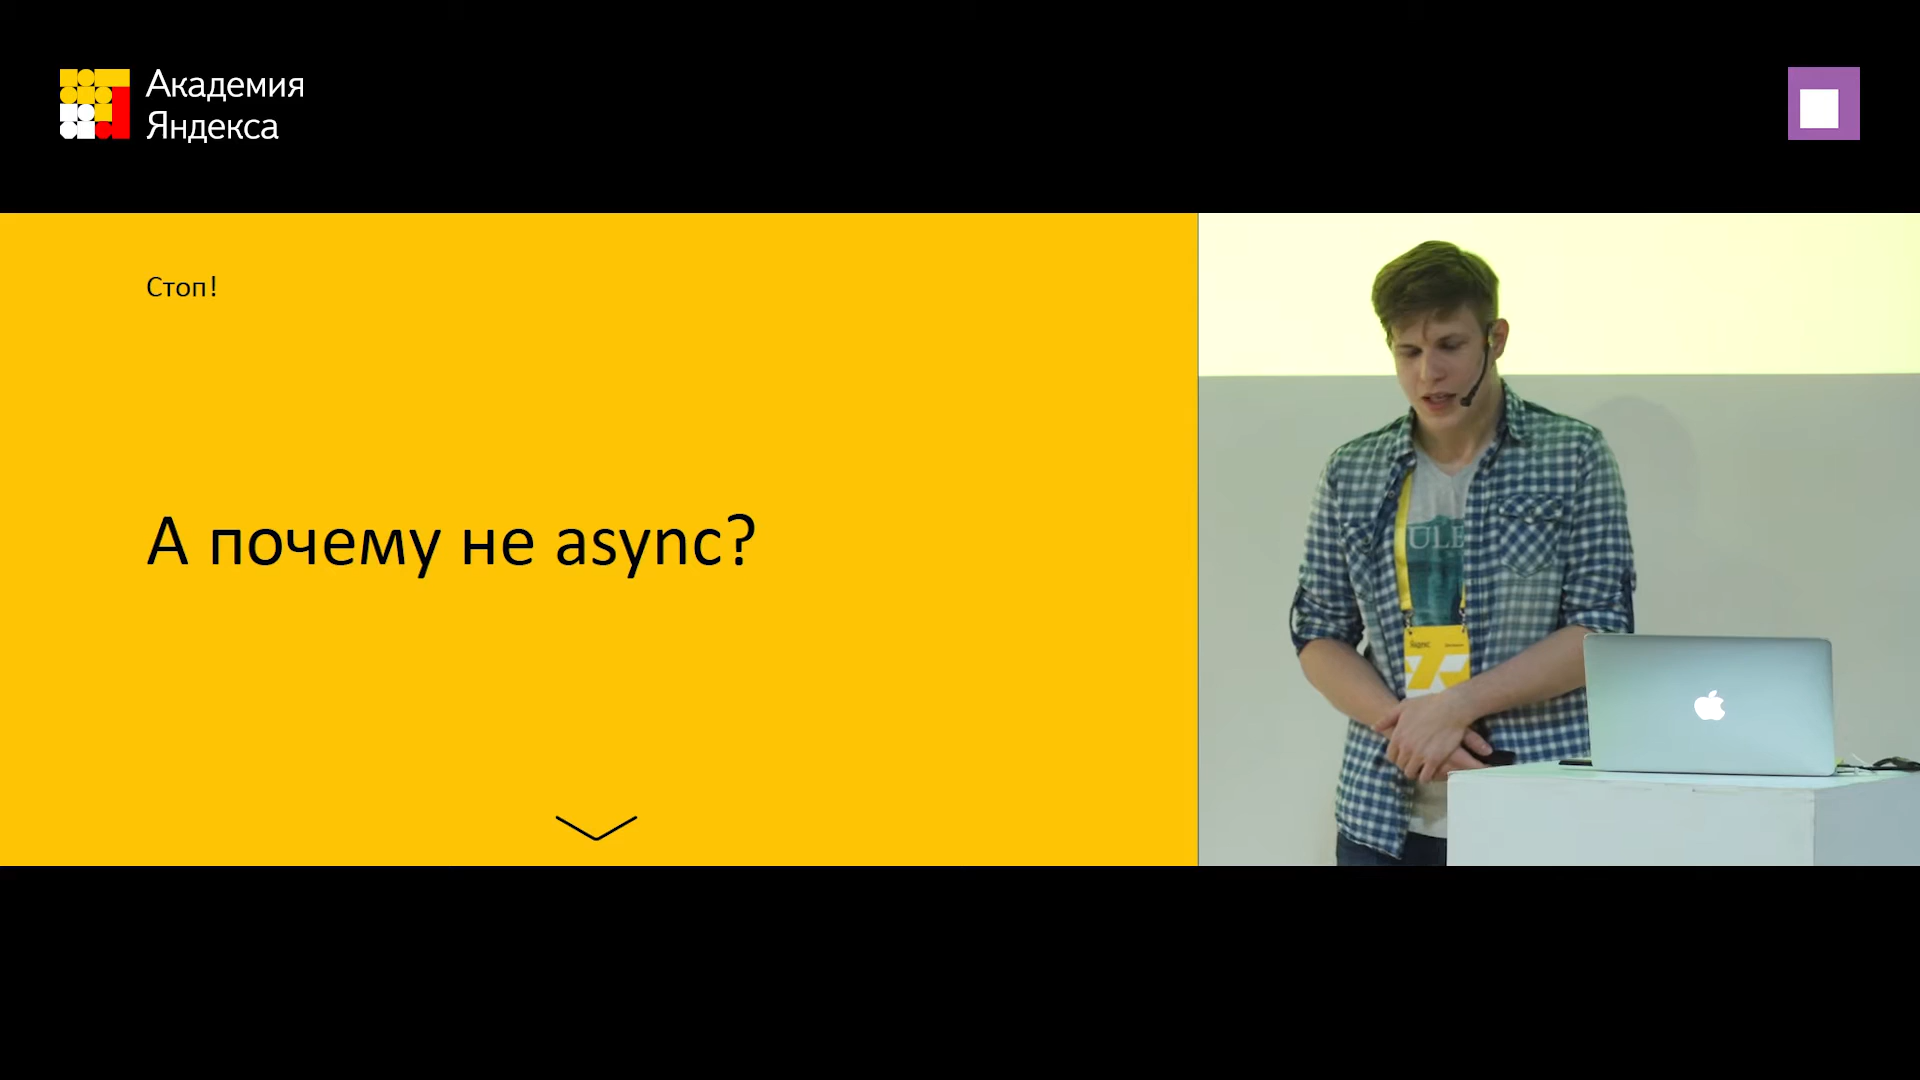 Академия
Яндекса
Стоп!
А почему не async?